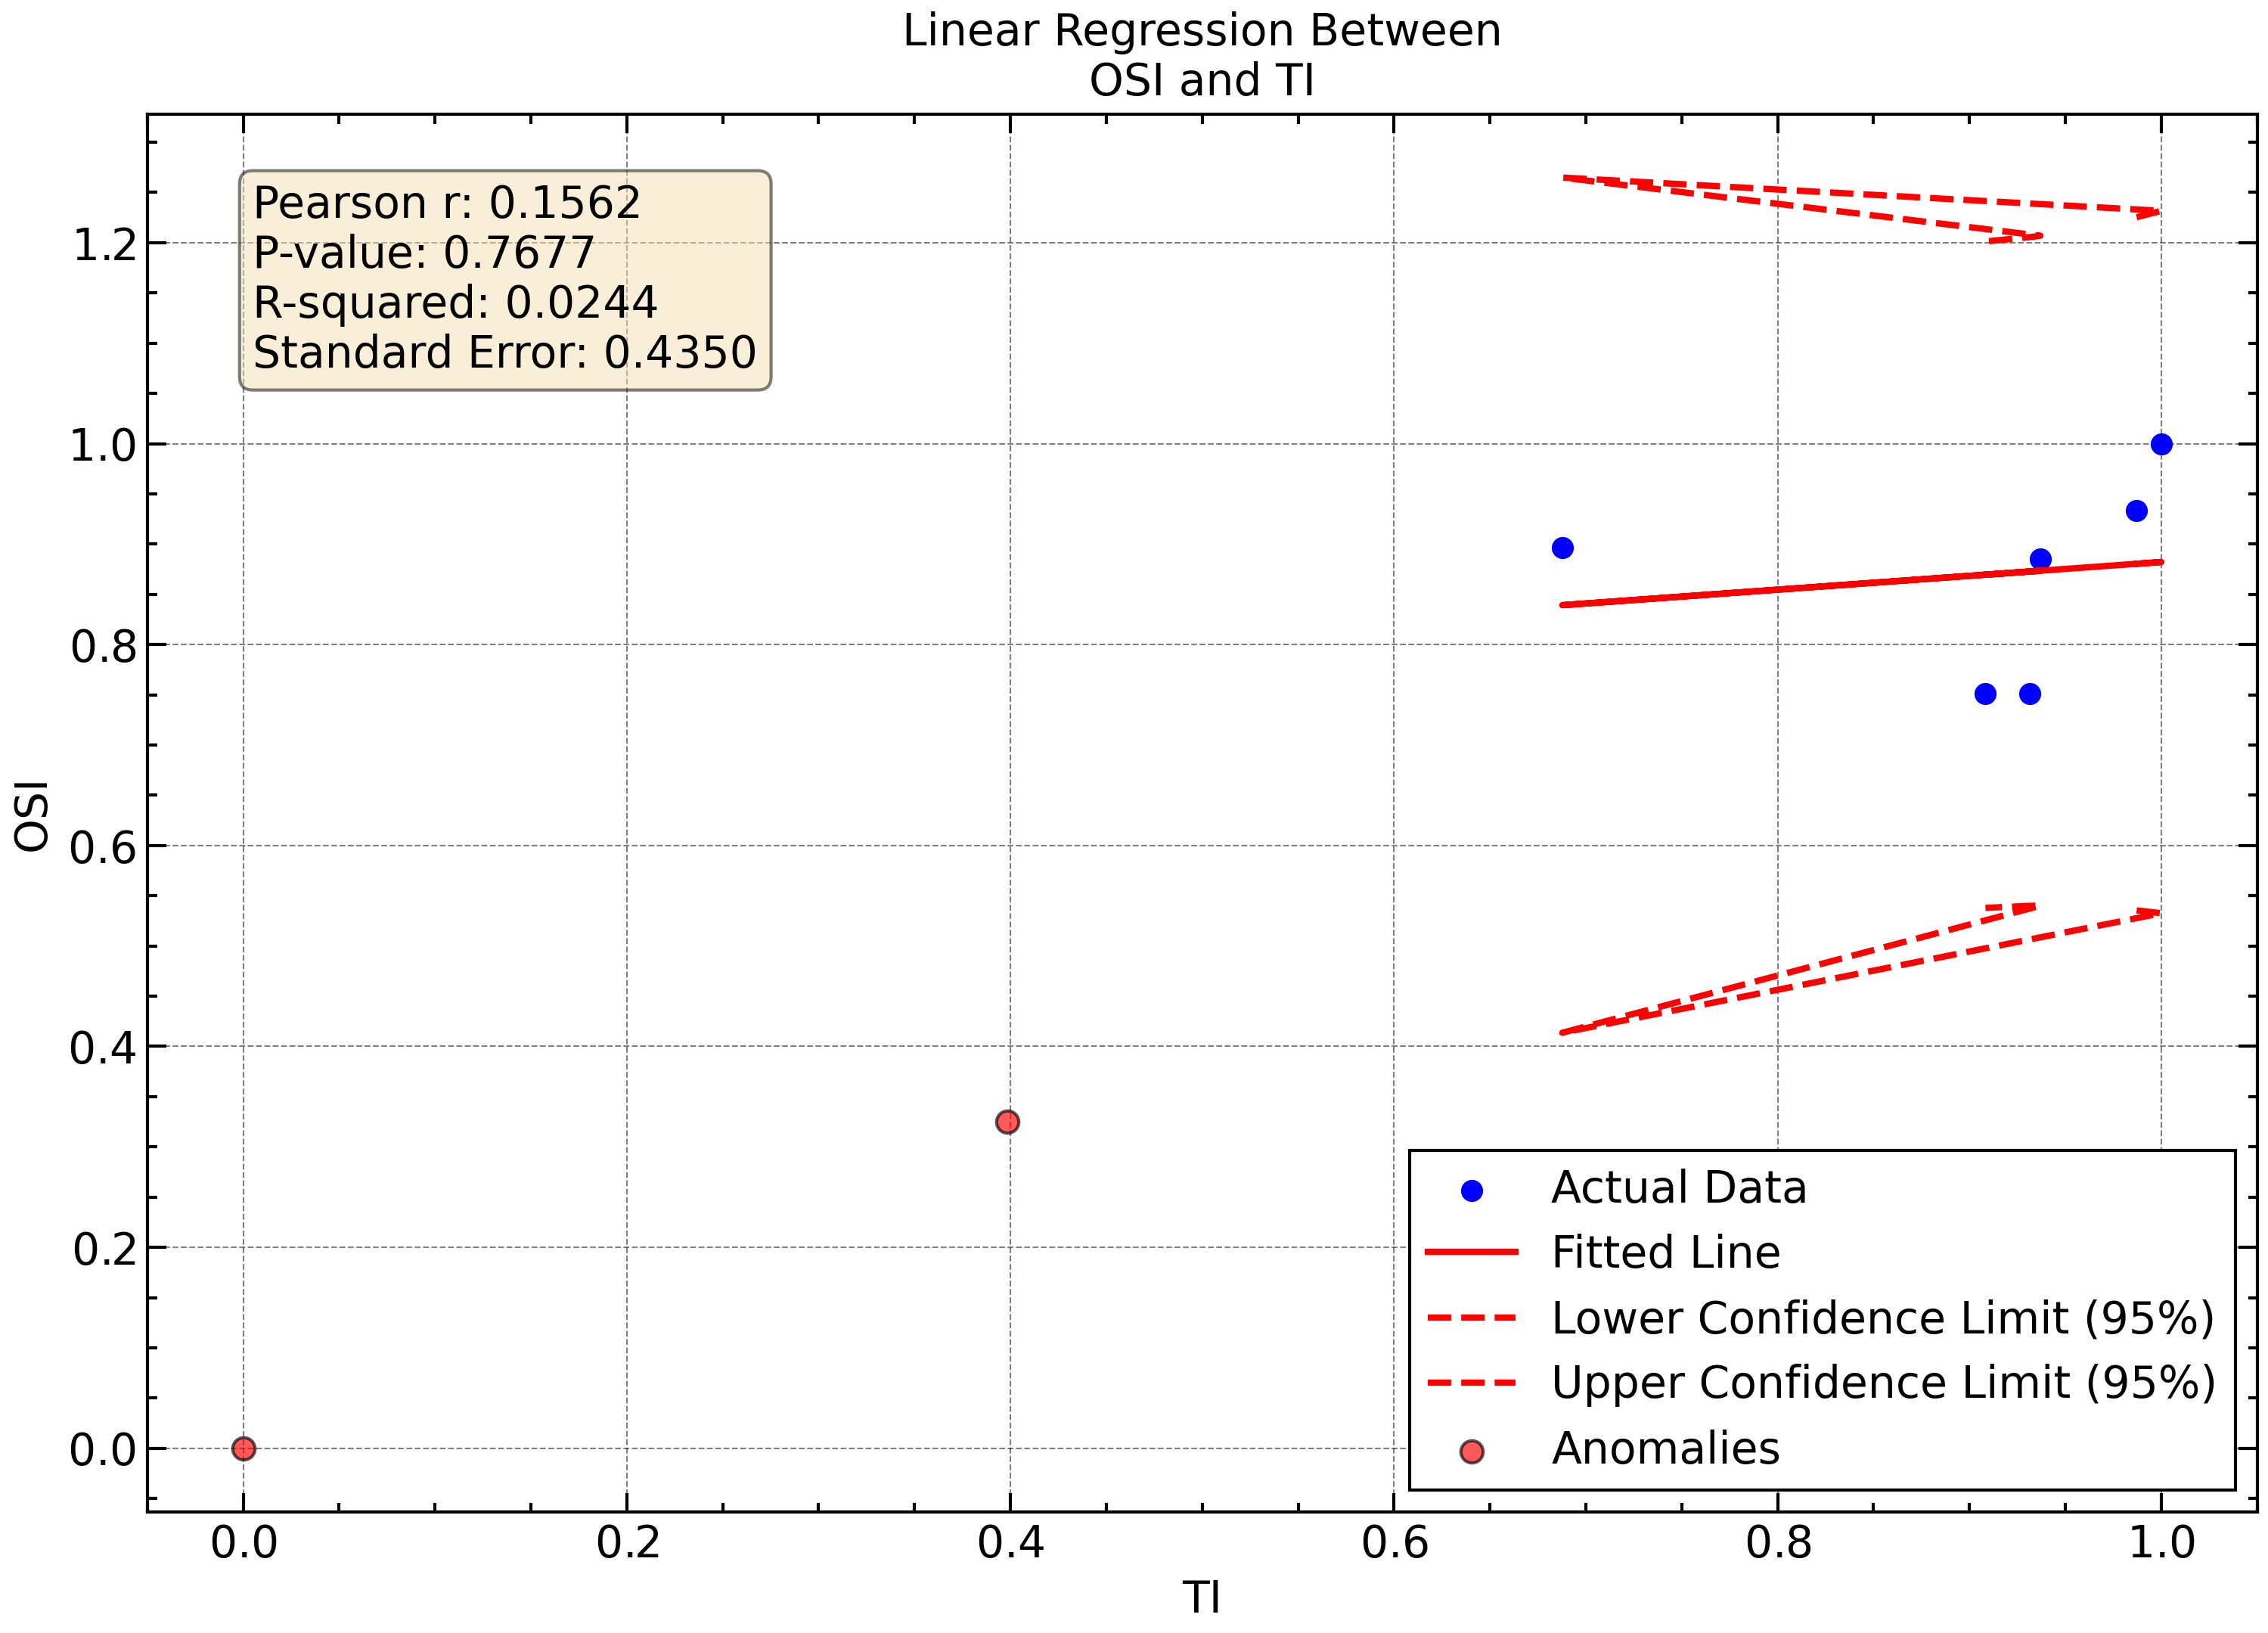 Linear Regression Between
OSI and TI
Pearson r: 0.1562
P-value: 0.7677
R-squared: 0.0244
Standard Error: 0.4350
1.2
1.0
0.8
0.6
0.4
0.2
0.0
OSI
Actual Data
Fitted Line
Lower Confidence Limit (95%)
Upper Confidence Limit (95%)
Anomalies
0.0 0.2 0.4 0.6 0.8 1.0
TI